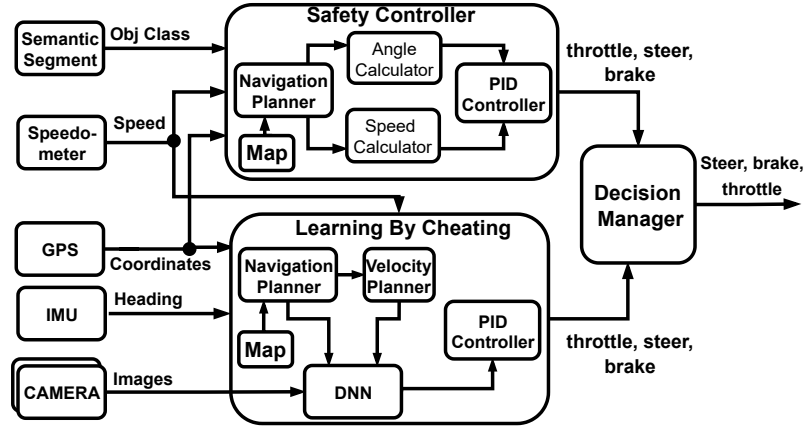 Safety Controller
Semantic
Segment
Obj Class
Navigation
Planner
Angle
Calculator
PID
Controller
throttle, steer,
brake
Speedo-
meter
Speed
Map
Speed
Calculator
Decision
Manager
Steer, brake,
throttle
Learning By Cheating
GPS
Coordinates
Navigation
Planner
Velocity
Planner
IMU
Heading
Map
PID
Controller
throttle, steer,
brake
CAMERA
Images
DNN